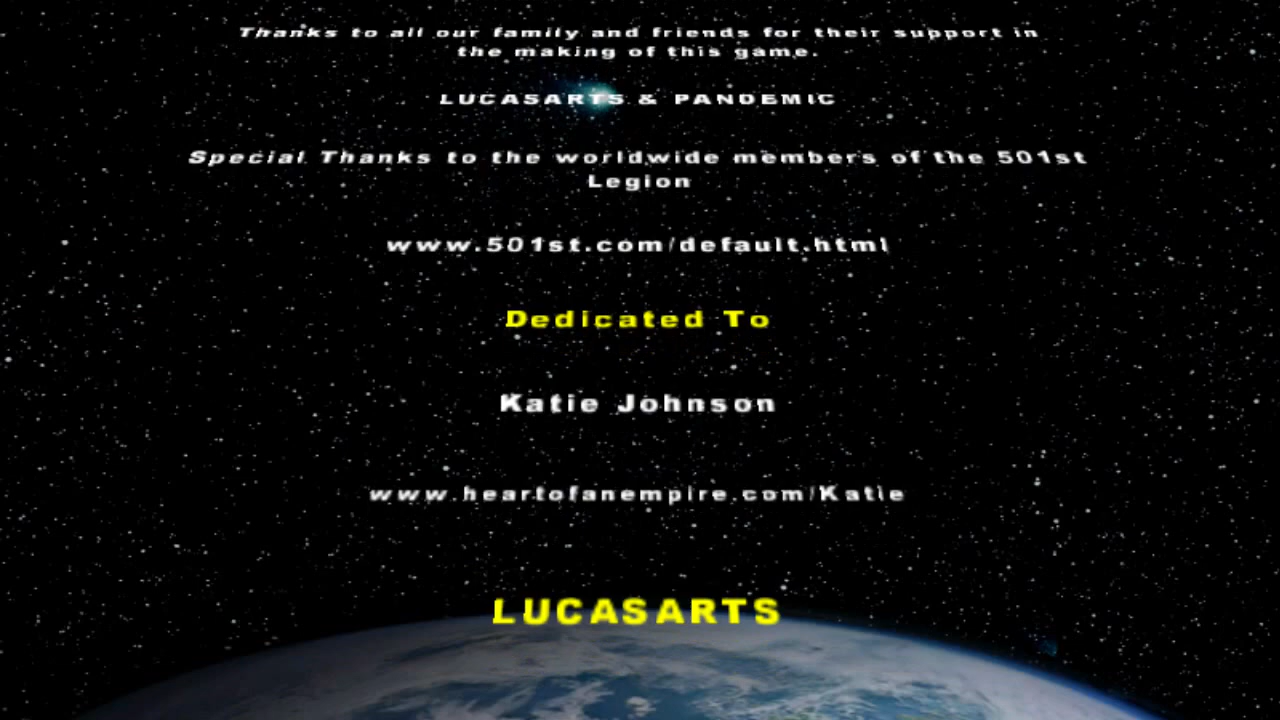 Thanks to all our family and friends for their support in
the making of this game.
LUCASARTS & PANDEMIC
Special Thanks to the worldwide members of the 501st
Legion
www.501st.com/default.html
Dedicated To
Katie Johnson
www.heartofanempire.com/Katie
LUCASARTS